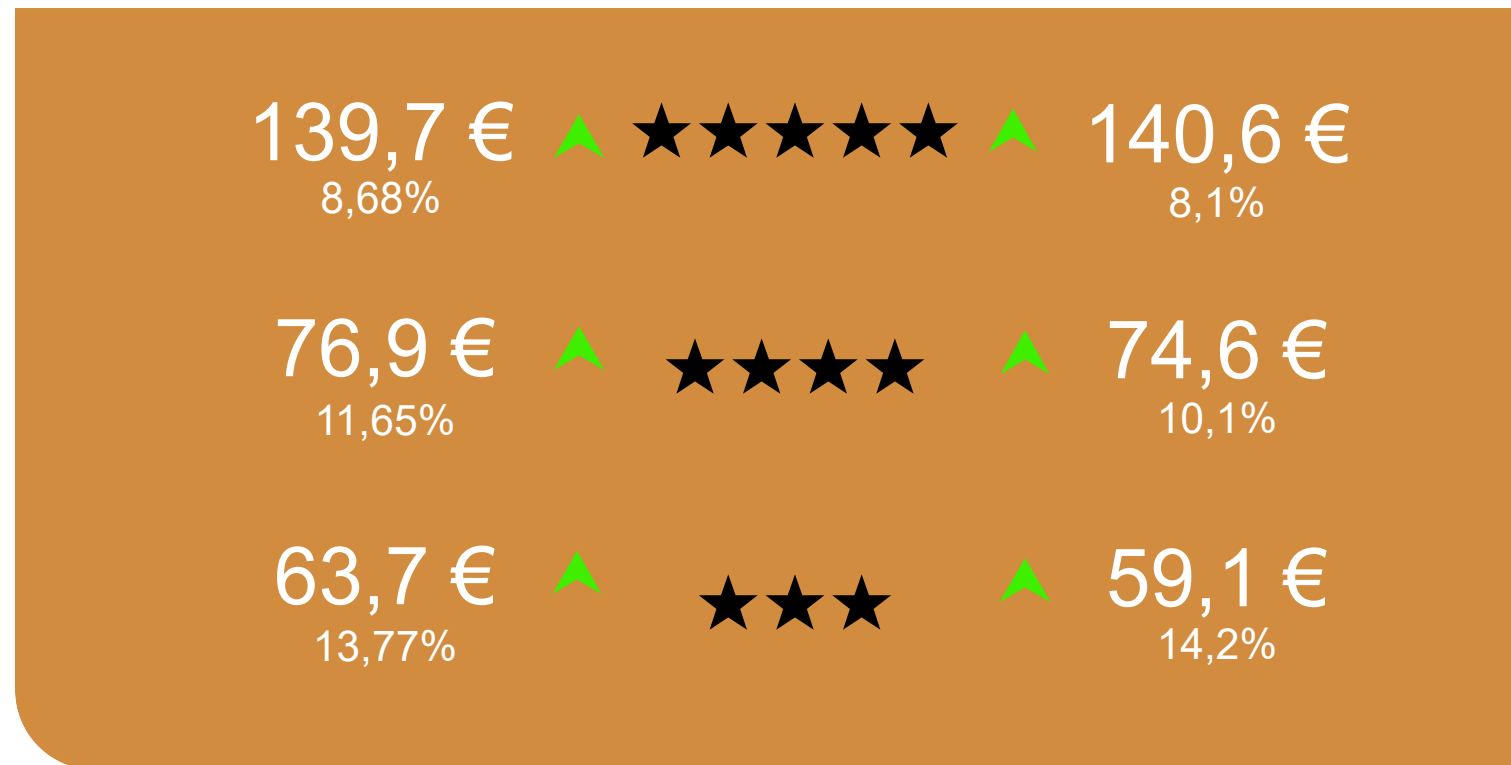 139,7 € 140,6 €
8,68% 8,1%
76,9 € 74,6 €
11,65% 10,1%
63,7 € 59,1 €
13,77% 14,2%